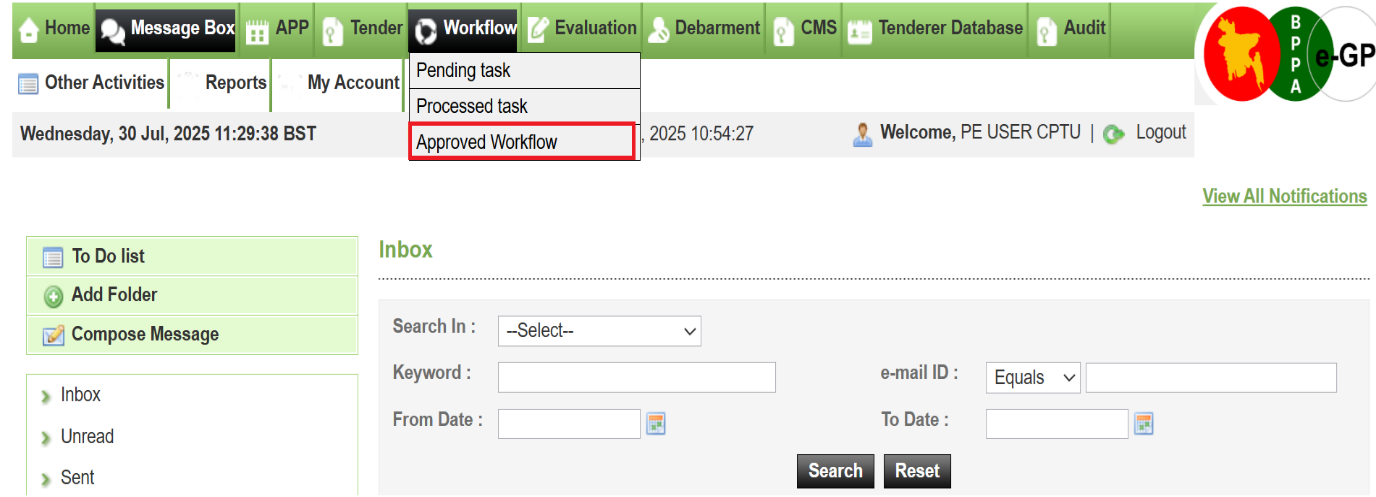 Home Message Box APP Tender Workflow Evaluation Debarment CMS Tenderer Database Audit
BPPA e-GP
Other Activities Reports My Account
Pending task
Processed task
Approved Workflow
Wednesday, 30 Jul, 2025 11:29:38 BST , 2025 10:54:27 Welcome, PE USER CPTU | Logout
View All Notifications
To Do list
Add Folder
Compose Message
Inbox
Unread
Sent
Inbox
Search In : --Select--
Keyword : e-mail ID : Equals
From Date : To Date :
Search Reset